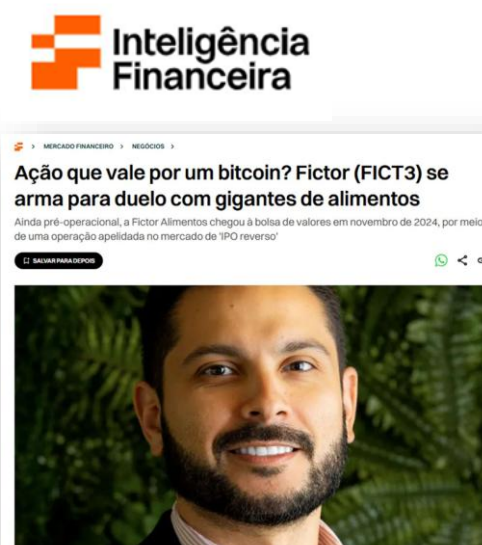 Inteligência
Financeira
> MERCADO FINANCEIRO > NEGÓCIOS >
Ação que vale por um bitcoin? Fictor (FICT3) se
arma para duelo com gigantes de alimentos
Ainda pré-operacional, a Fictor Alimentos chegou à bolsa de valores em novembro de 2024, por meio
de uma operação apelidada no mercado de 'IPO reverso'
SALVAR PARA DEPOIS